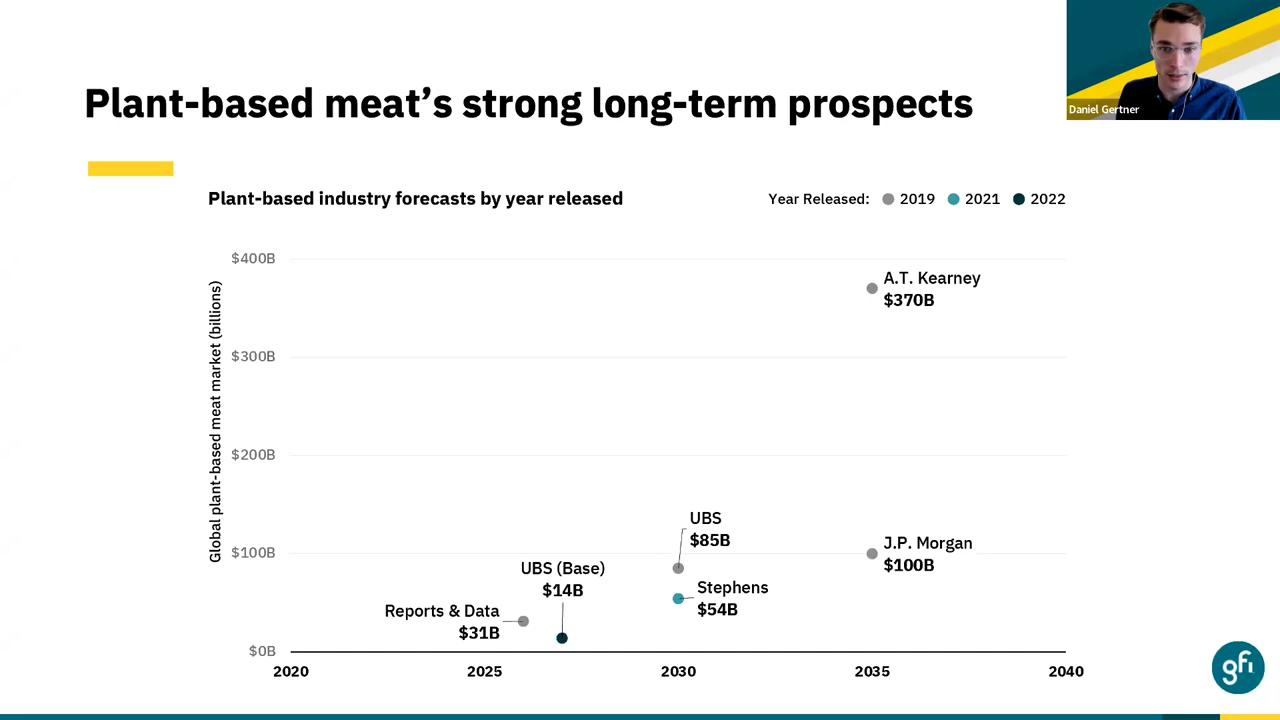 Plant-based meat’s strong long-term prospects
Daniel Gertner
Plant-based industry forecasts by year released
Year Released: 2019 2021 2022
Global plant-based meat market (billions)
$400B
$300B
$200B
$100B
$0B
A.T. Kearney
$370B
UBS
$85B
J.P. Morgan
$100B
UBS (Base)
$14B
Stephens
$54B
Reports & Data
$31B
2020 2025 2030 2035 2040
gfi